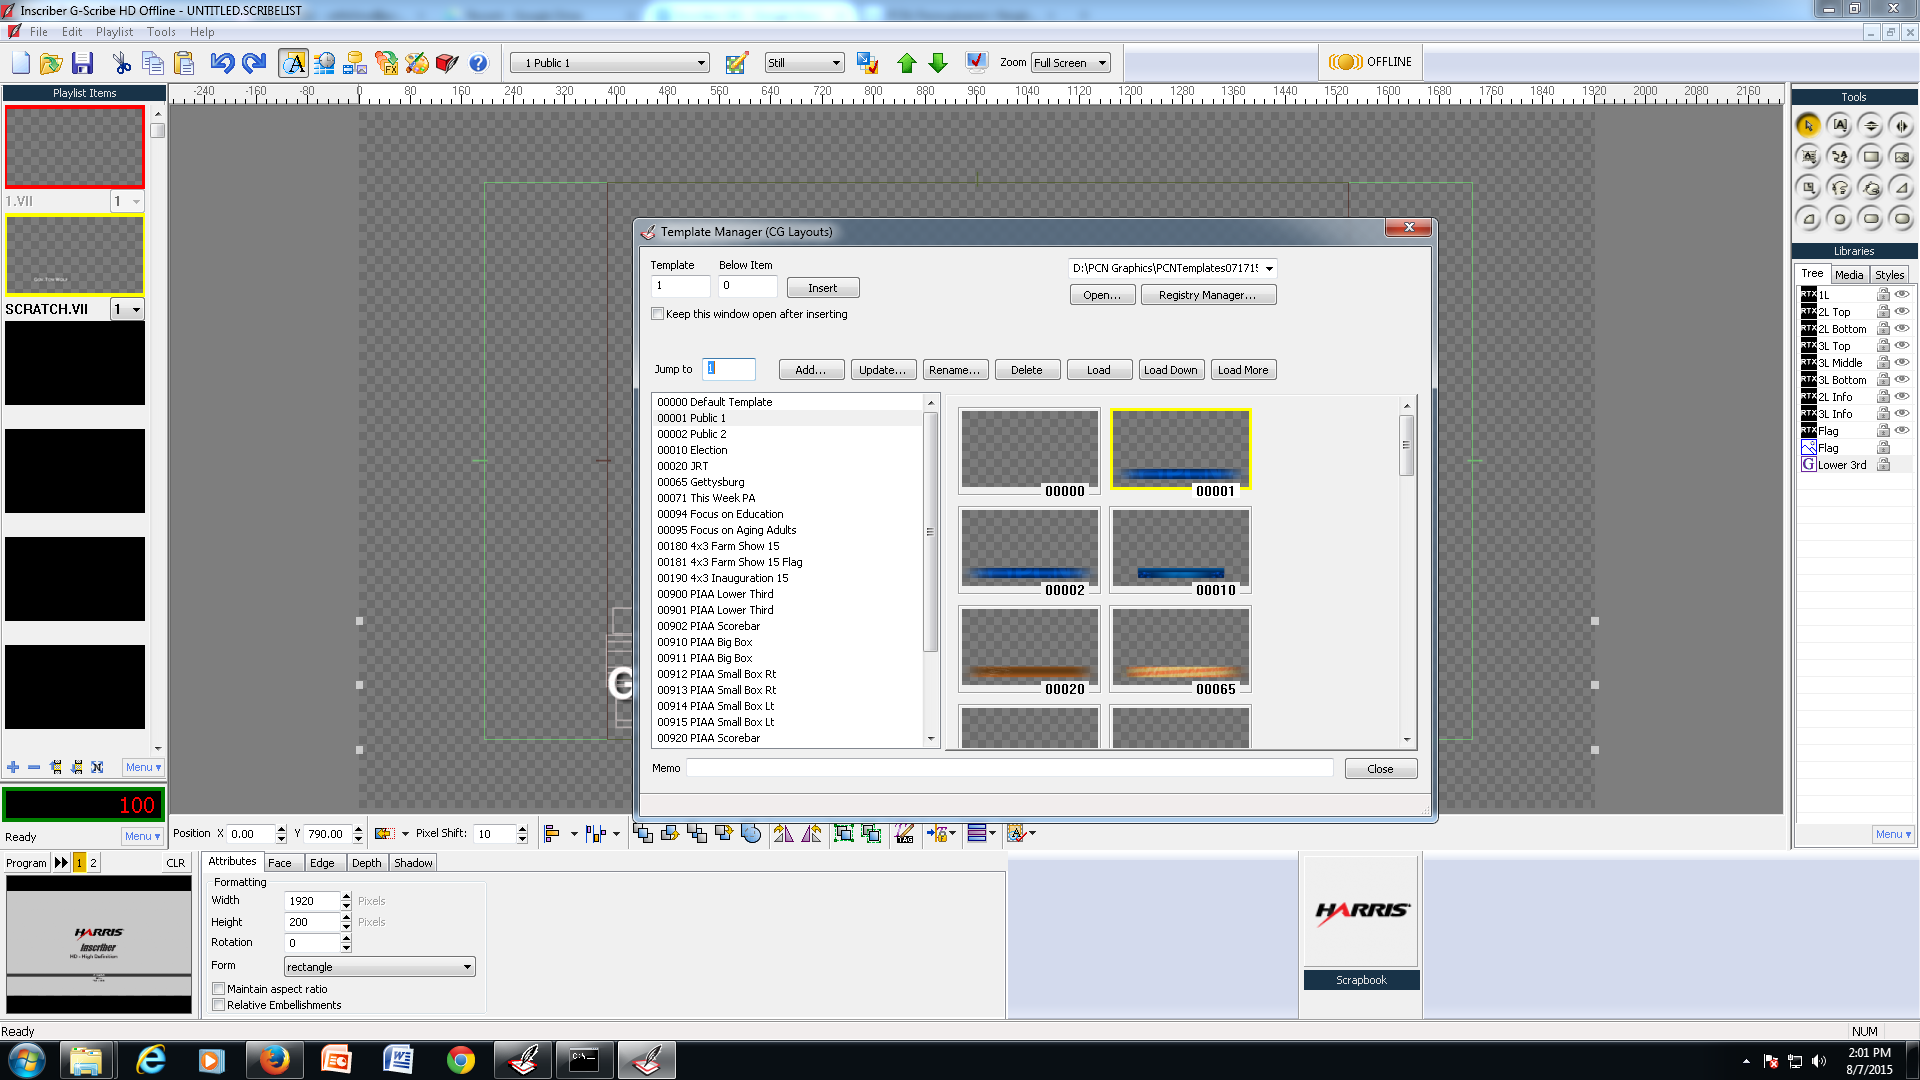 Inscriber G-Scribe HD Offline - UNTITLED.SCRIBELIST
File Edit Playlist Tools Help
1 Public 1
Still
Zoom Full Screen
OFFLINE
Playlist Items
-240 -160 -80 0 80 160 240 320 400 480 560 640 720 800 880 960 1040 1120 1200 1280 1360 1440 1520 1600 1680 1760 1840 1920 2000 2080 2160
Tools
1.VII 1
SCRATCH.VII 1
Template Manager (CG Layouts)
Template Below Item
1 0 Insert
D:\PCN Graphics\PCNTemplates07171
Open... Registry Manager...
Keep this window open after inserting
Jump to 1 Add... Update... Rename... Delete Load Load Down Load More
00000 Default Template
00001 Public 1
00002 Public 2
00010 Election
00020 JRT
00065 Gettysburg
00071 This Week PA
00094 Focus on Education
00095 Focus on Aging Adults
00180 4x3 Farm Show 15
00181 4x3 Farm Show 15 Flag
00190 4x3 Inauguration 15
00900 PIAA Lower Third
00901 PIAA Lower Third
00902 PIAA Scorebar
00910 PIAA Big Box
00911 PIAA Big Box
00912 PIAA Small Box Rt
00913 PIAA Small Box Rt
00914 PIAA Small Box Lt
00915 PIAA Small Box Lt
00920 PIAA Scorebar
00000 00001
00002 00010
00020 00065
Memo
Close
G
Libraries
Tree Media Styles
RTX 1L
RTX 2L Top
RTX 2L Bottom
RTX 3L Top
RTX 3L Middle
RTX 3L Bottom
RTX 2L Info
RTX 3L Info
RTX Flag
Flag
G Lower 3rd
Menu
Menu
100
Ready
Menu
Position X 0.00 Y 790.00 Pixel Shift: 10
TAG
Program 1 2 CLR
HARRIS
Inscriber
HD - High Definition
Attributes Face Edge Depth Shadow
Formatting
Width 1920 Pixels
Height 200 Pixels
Rotation 0
Form rectangle
Maintain aspect ratio
Relative Embellishments
HARRIS
Scrapbook
Ready
NUM
2:01 PM
8/7/2015